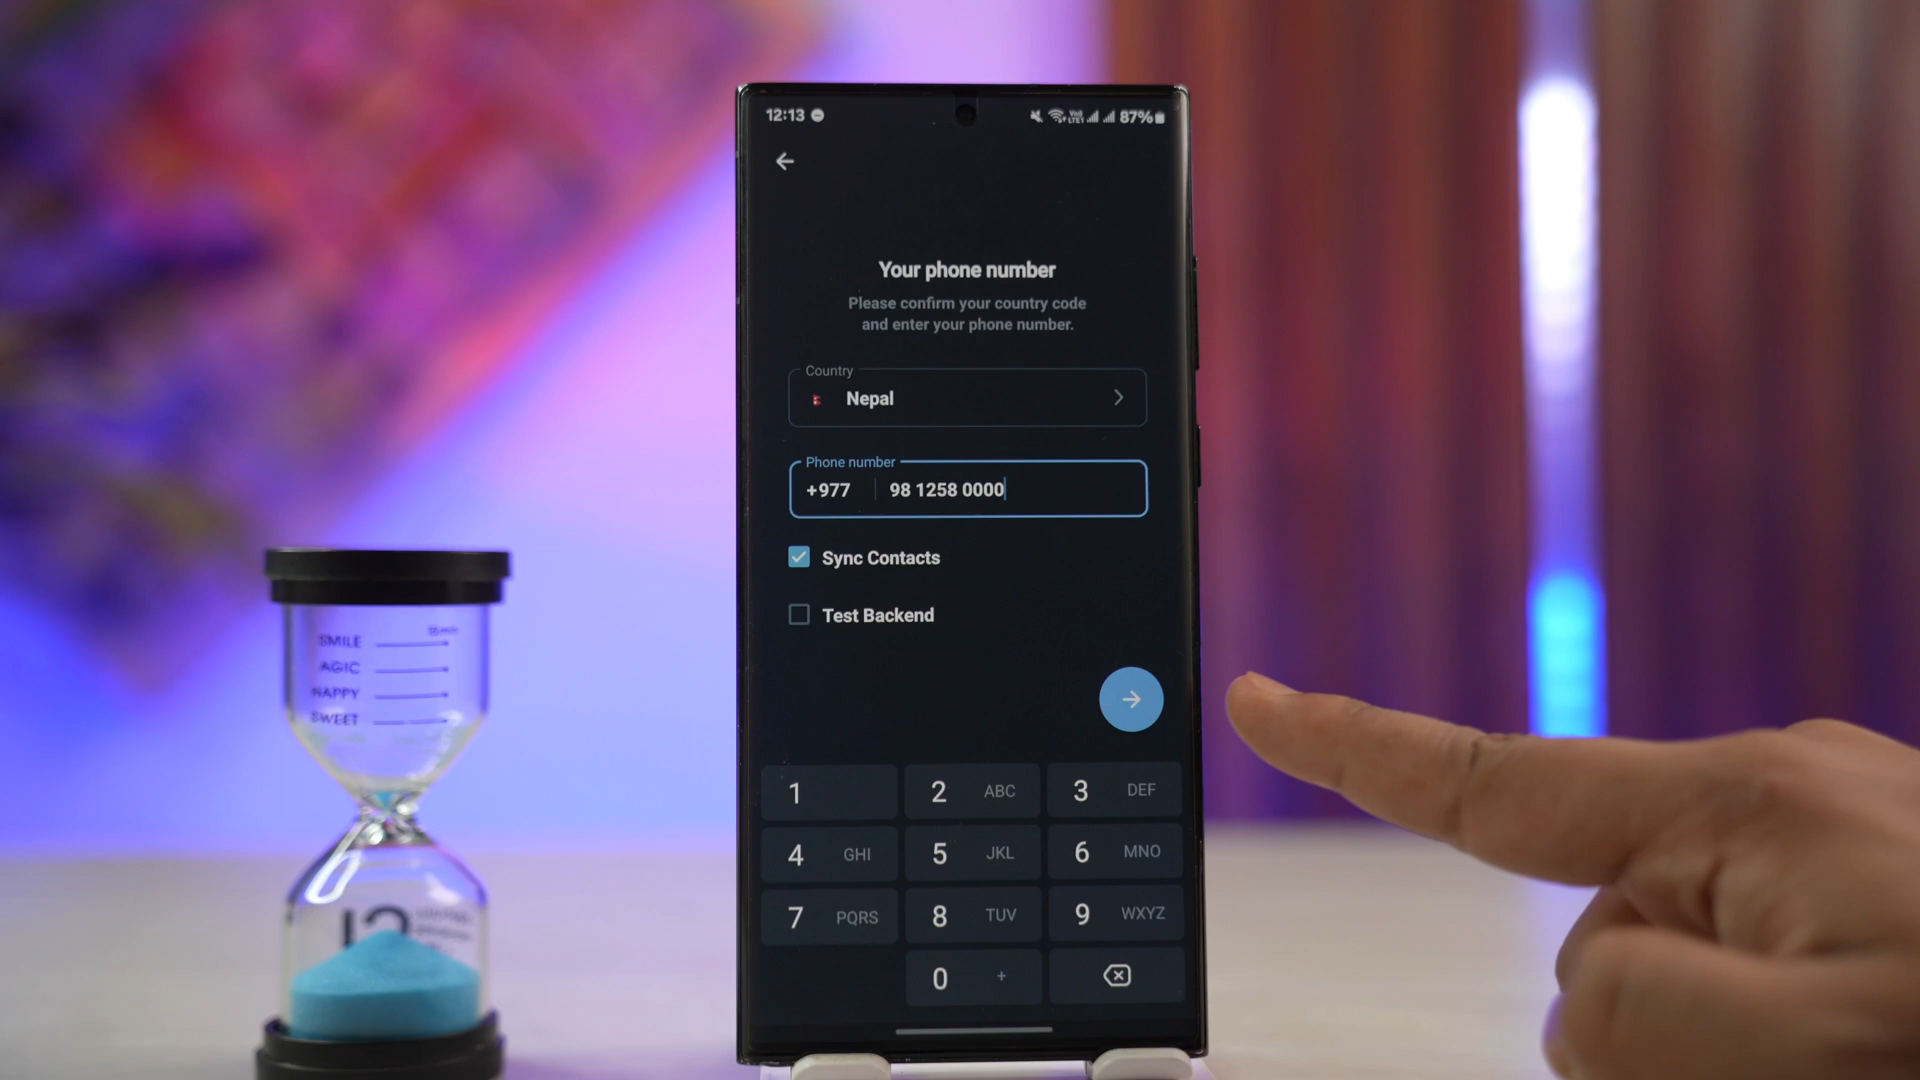 12:13
87%
Your phone number
Please confirm your country code
and enter your phone number.
Country
Nepal
Phone number
+977 98 1258 0000
Sync Contacts
Test Backend
1
2 ABC
3 DEF
4 GHI
5 JKL
6 MNO
7 PQRS
8 TUV
9 WXYZ
0 +
SMILE
AGIC
HAPPY
SWEET